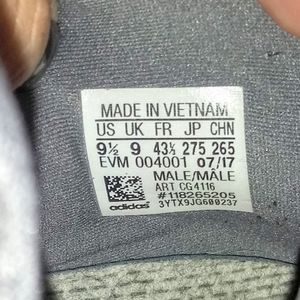 MADE IN VIETNAM
US UK FR JP CHN
9½ 9 43⅓ 275 265
EVM 004001 07/17
MALE/MÂLE
ART CG4116
#118265205
adidas 3YTX9JG600237